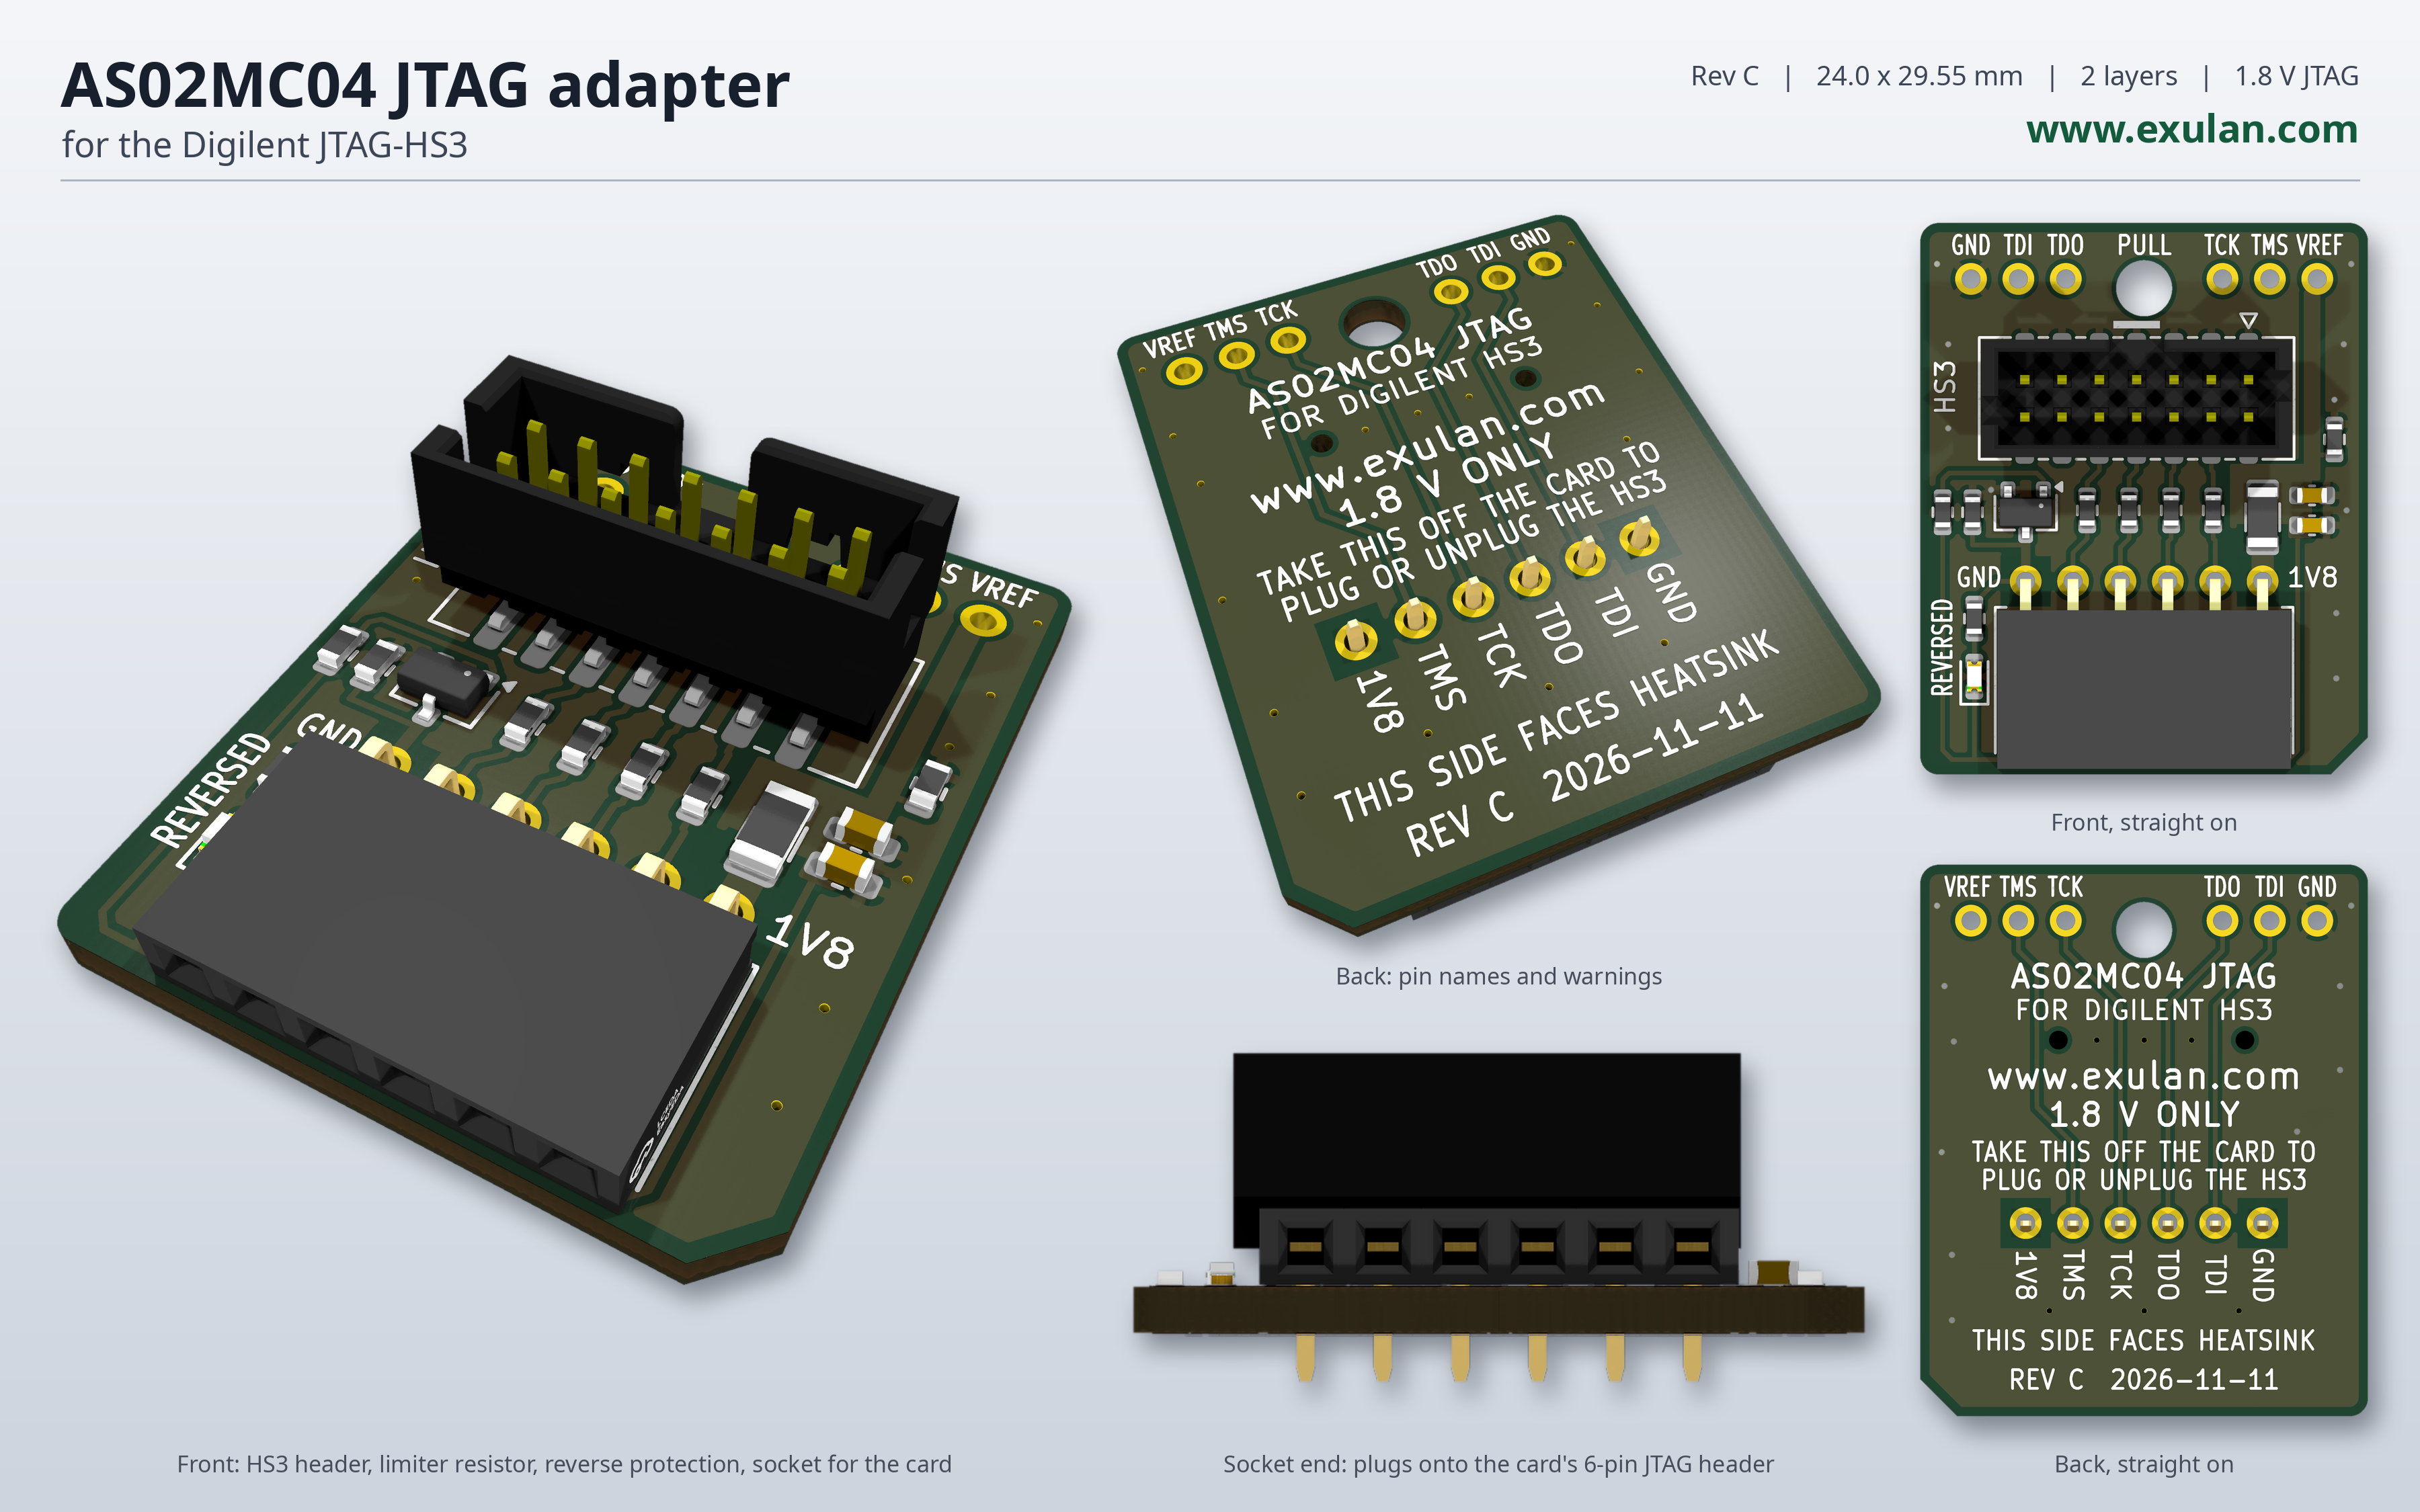 AS02MC04 JTAG adapter
for the Digilent JTAG-HS3
Rev C | 24.0 x 29.55 mm | 2 layers | 1.8 V JTAG
www.exulan.com
S VREF
GND
REVERSED
1V8
Front: HS3 header, limiter resistor, reverse protection, socket for the card
VREF TMS TCK
TDO TDI GND
AS02MC04 JTAG
FOR DIGILENT HS3
www.exulan.com
1.8 V ONLY
TAKE THIS OFF THE CARD TO
PLUG OR UNPLUG THE HS3
1V8 TMS TCK TDO TDI GND
THIS SIDE FACES HEATSINK
REV C 2026-11-11
Back: pin names and warnings
Socket end: plugs onto the card's 6-pin JTAG header
GND TDI TDO PULL TCK TMS VREF
HS3
GND
1V8
REVERSED
Front, straight on
VREF TMS TCK TDO TDI GND
AS02MC04 JTAG
FOR DIGILENT HS3
www.exulan.com
1.8 V ONLY
TAKE THIS OFF THE CARD TO
PLUG OR UNPLUG THE HS3
1V8 TMS TCK TDO TDI GND
THIS SIDE FACES HEATSINK
REV C 2026-11-11
Back, straight on